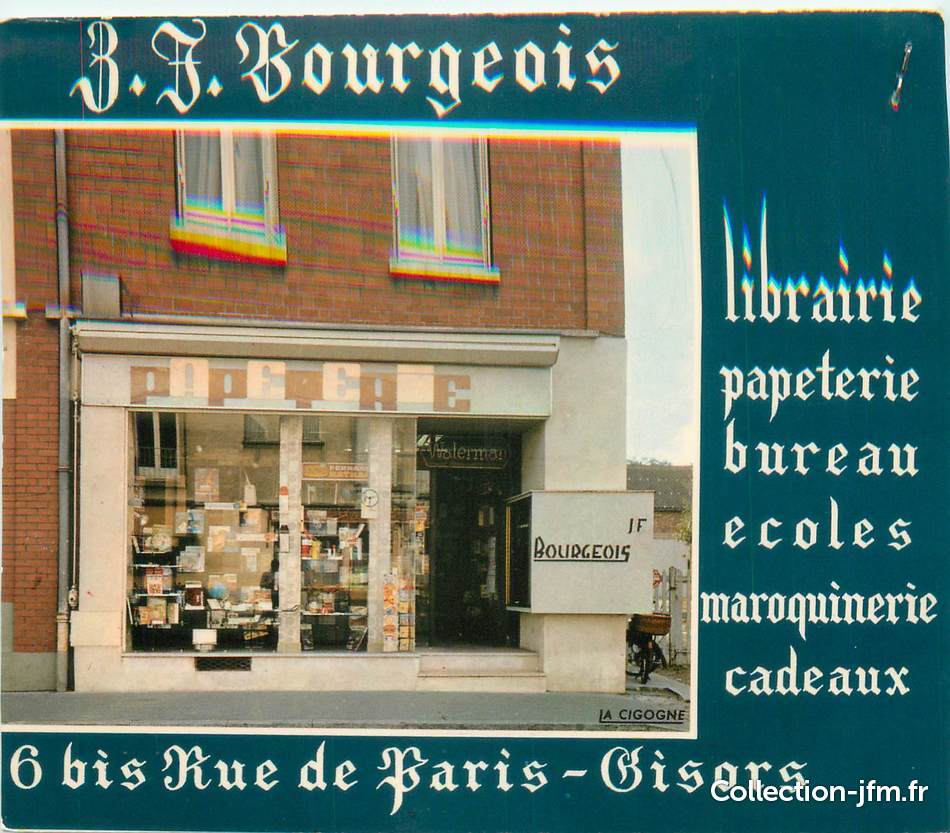 J. F. Bourgeois
librairie
papeterie
bureau
ecoles
maroquinerie
cadeaux
PAPETERIE
Waterman
JF
BOURGEOIS
LA CIGOGNE
6 bis Rue de Paris - Gisors
Collection-jfm.fr